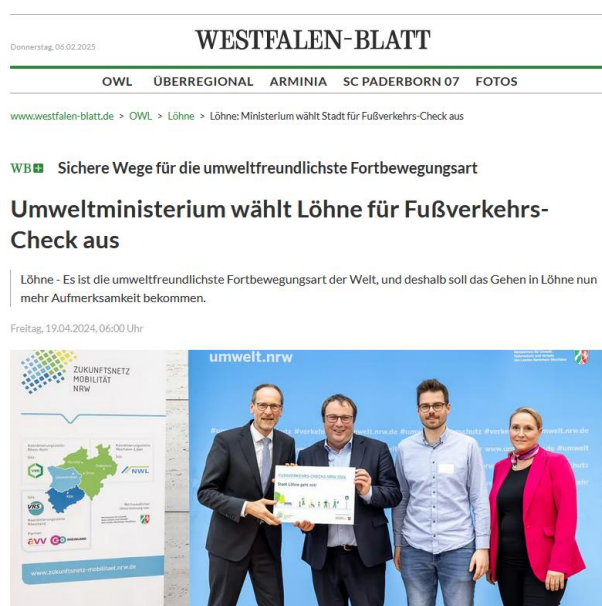 Donnerstag, 06.02.2025
WESTFALEN-BLATT
OWL ÜBERREGIONAL ARMINIA SC PADERBORN 07 FOTOS
www.westfalen-blatt.de > OWL > Löhne > Löhne: Ministerium wählt Stadt für Fußverkehrs-Check aus
WB+ Sichere Wege für die umweltfreundlichste Fortbewegungsart
Umweltministerium wählt Löhne für Fußverkehrs-
Check aus
Löhne - Es ist die umweltfreundlichste Fortbewegungsart der Welt, und deshalb soll das Gehen in Löhne nun
mehr Aufmerksamkeit bekommen.
Freitag, 19.04.2024, 06:00 Uhr
ZUKUNFTSNETZ
MOBILITÄT
NRW
umwelt.nrw
NWL
VRS
AVV
www.zukunftsnetz-mobilitaet.nrw.de
Stadt Löhne geht mit!